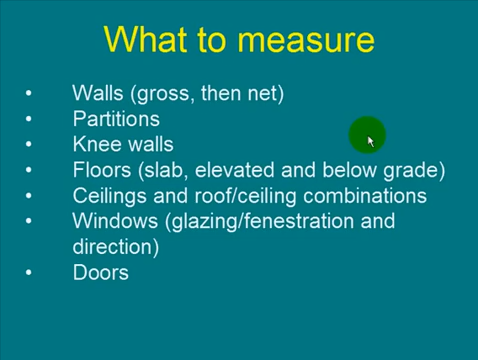 What to measure
• Walls (gross, then net)
• Partitions
• Knee walls
• Floors (slab, elevated and below grade)
• Ceilings and roof/ceiling combinations
• Windows (glazing/fenestration and
direction)
• Doors